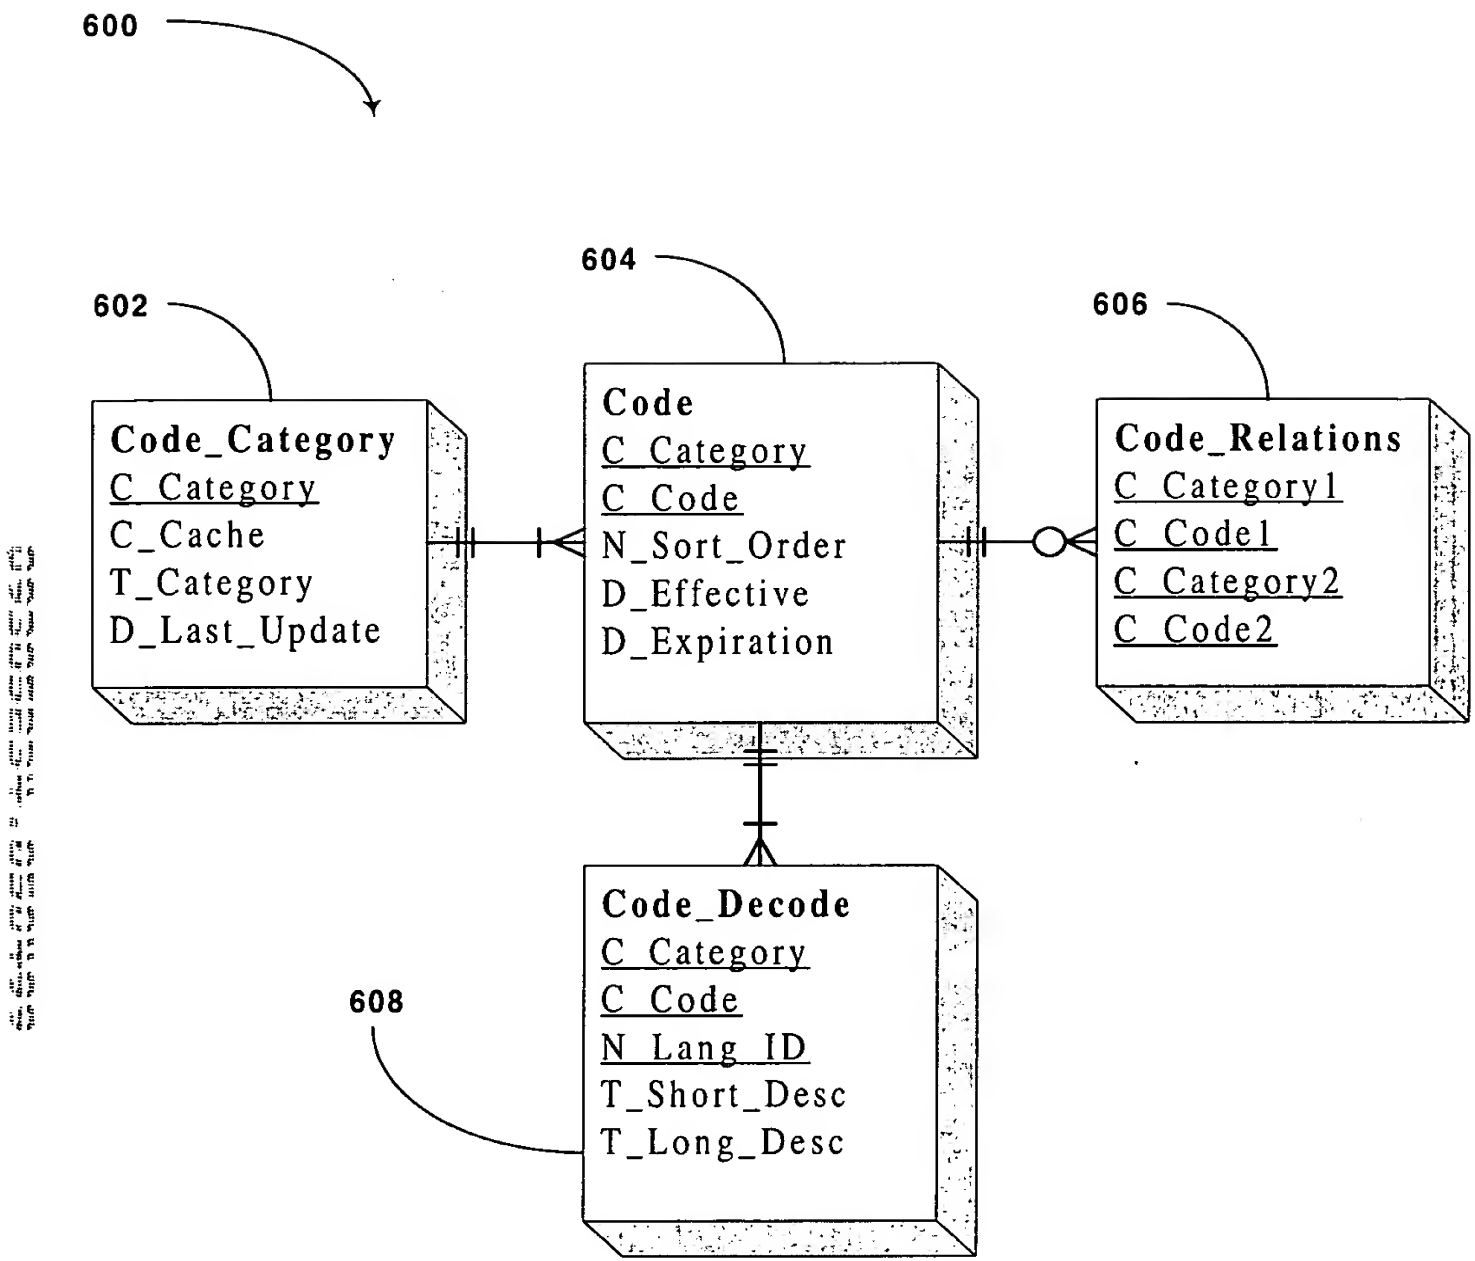 600
604
602
606
Code_Category
C_Category
C_Cache
T_Category
D_Last_Update
Code
C_Category
C_Code
N_Sort_Order
D_Effective
D_Expiration
Code_Relations
C_Category1
C_Code1
C_Category2
C_Code2
608
Code_Decode
C_Category
C_Code
N_Lang_ID
T_Short_Desc
T_Long_Desc